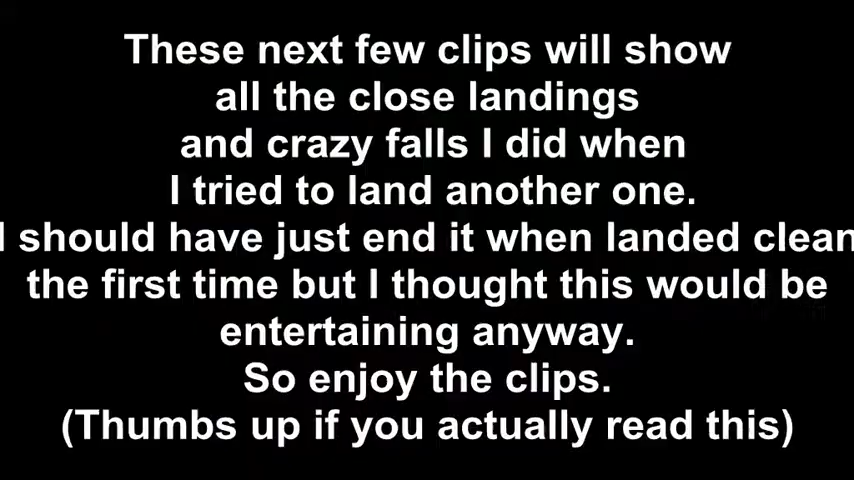 These next few clips will show
all the close landings
and crazy falls I did when
I tried to land another one.
I should have just end it when landed clean
the first time but I thought this would be
entertaining anyway.
So enjoy the clips.
(Thumbs up if you actually read this)